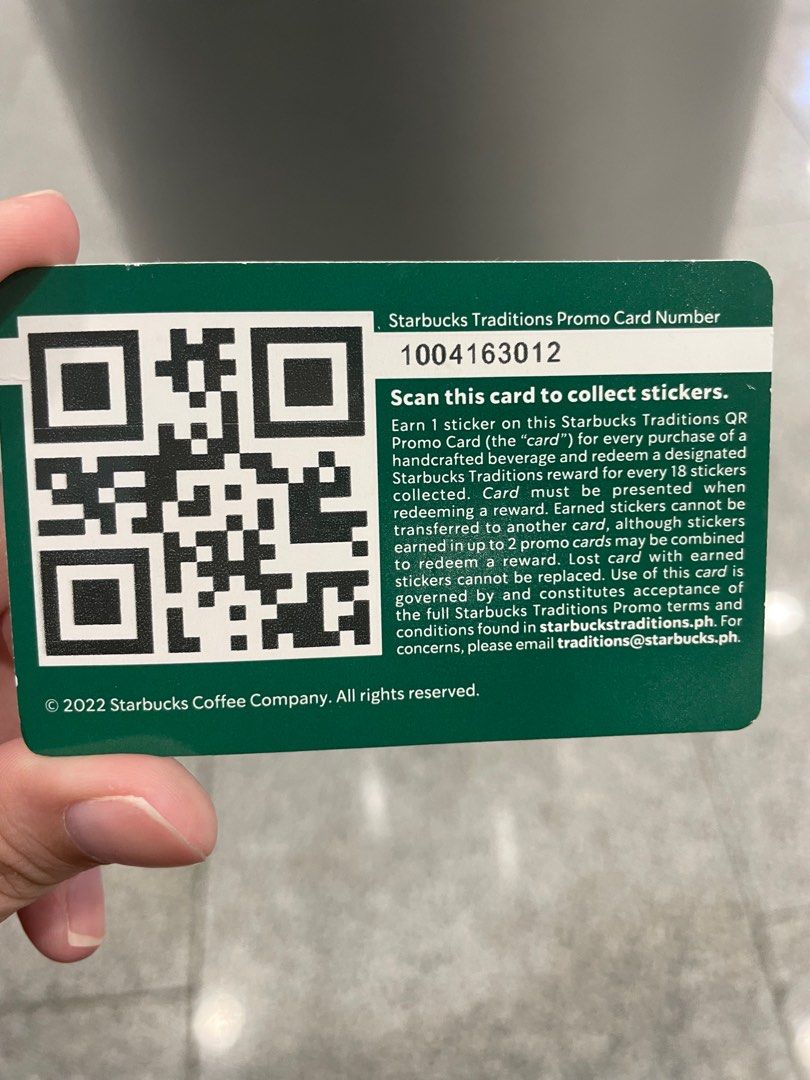 Starbucks Traditions Promo Card Number
1004163012
Scan this card to collect stickers.
Earn 1 sticker on this Starbucks Traditions QR
Promo Card (the “card”) for every purchase of a
handcrafted beverage and redeem a designated
Starbucks Traditions reward for every 18 stickers
collected. Card must be presented when
redeeming a reward. Earned stickers cannot be
transferred to another card, although stickers
earned in up to 2 promo cards may be combined
to redeem a reward. Lost card with earned
stickers cannot be replaced. Use of this card is
governed by and constitutes acceptance of
the full Starbucks Traditions Promo terms and
conditions found in starbuckstraditions.ph. For
concerns, please email traditions@starbucks.ph.
© 2022 Starbucks Coffee Company. All rights reserved.